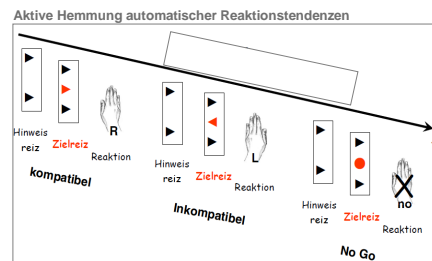 Aktive Hemmung automatischer Reaktionstendenzen
Hinweis
reiz
Zielreiz
R
Reaktion
kompatibel
Hinweis
reiz
Zielreiz
L
Reaktion
Inkompatibel
Hinweis
reiz
Zielreiz
no
Reaktion
No Go